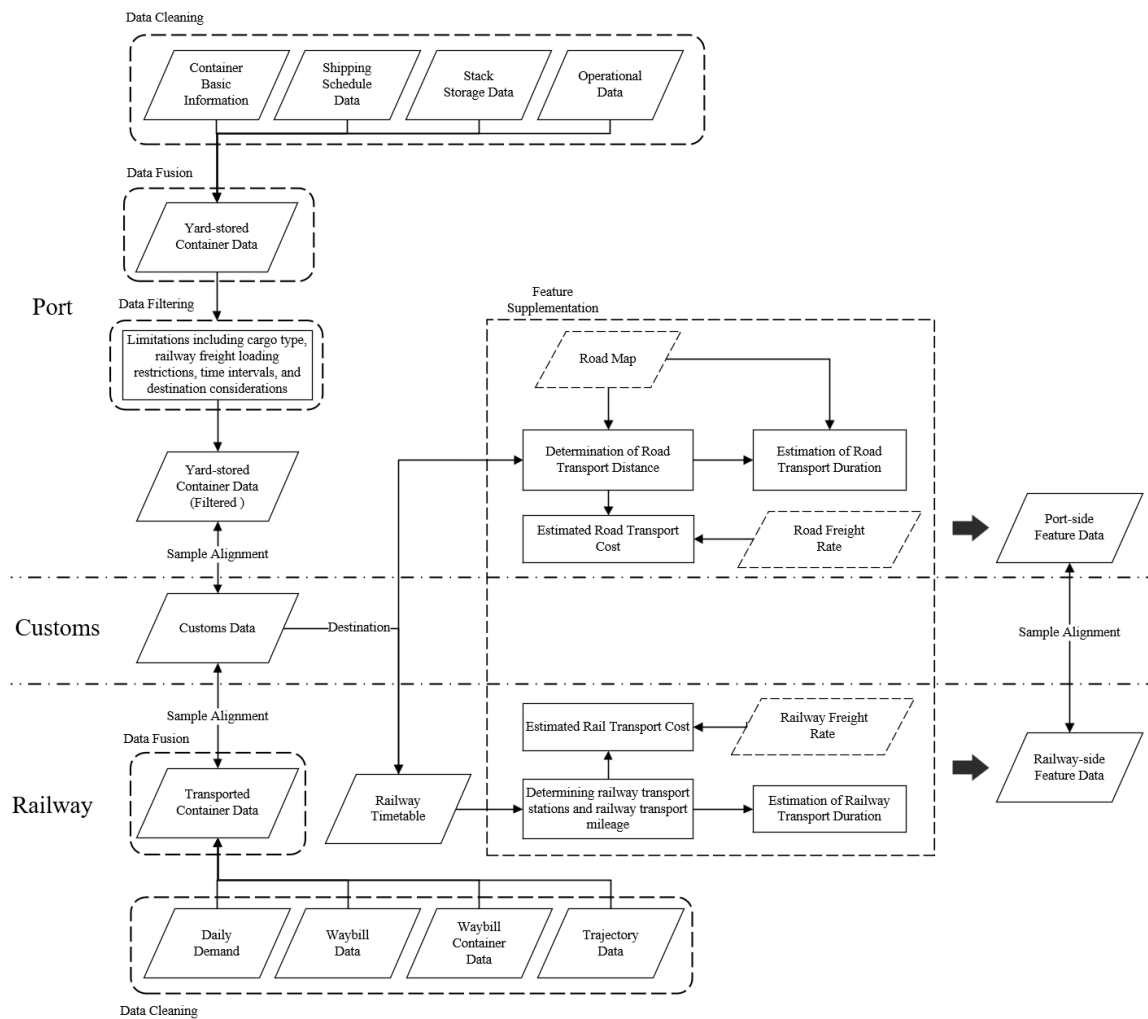 Data Cleaning
Container
Basic
Information
Shipping
Schedule
Data
Stack
Storage Data
Operational
Data
Data Fusion
Yard-stored
Container Data
Port
Data Filtering
Limitations including cargo type,
railway freight loading
restrictions, time intervals, and
destination considerations
Yard-stored
Container Data
(Filtered )
Sample Alignment
Feature
Supplementation
Road Map
Determination of Road
Transport Distance
Estimation of Road
Transport Duration
Estimated Road Transport
Cost
Road Freight
Rate
Port-side
Feature Data
Customs
Customs Data
Destination
Sample Alignment
Sample Alignment
Data Fusion
Railway
Transported
Container Data
Railway
Timetable
Estimated Rail Transport Cost
Railway Freight
Rate
Determining railway transport
stations and railway transport
mileage
Estimation of Railway
Transport Duration
Railway-side
Feature Data
Daily
Demand
Waybill
Data
Waybill
Container
Data
Trajectory
Data
Data Cleaning